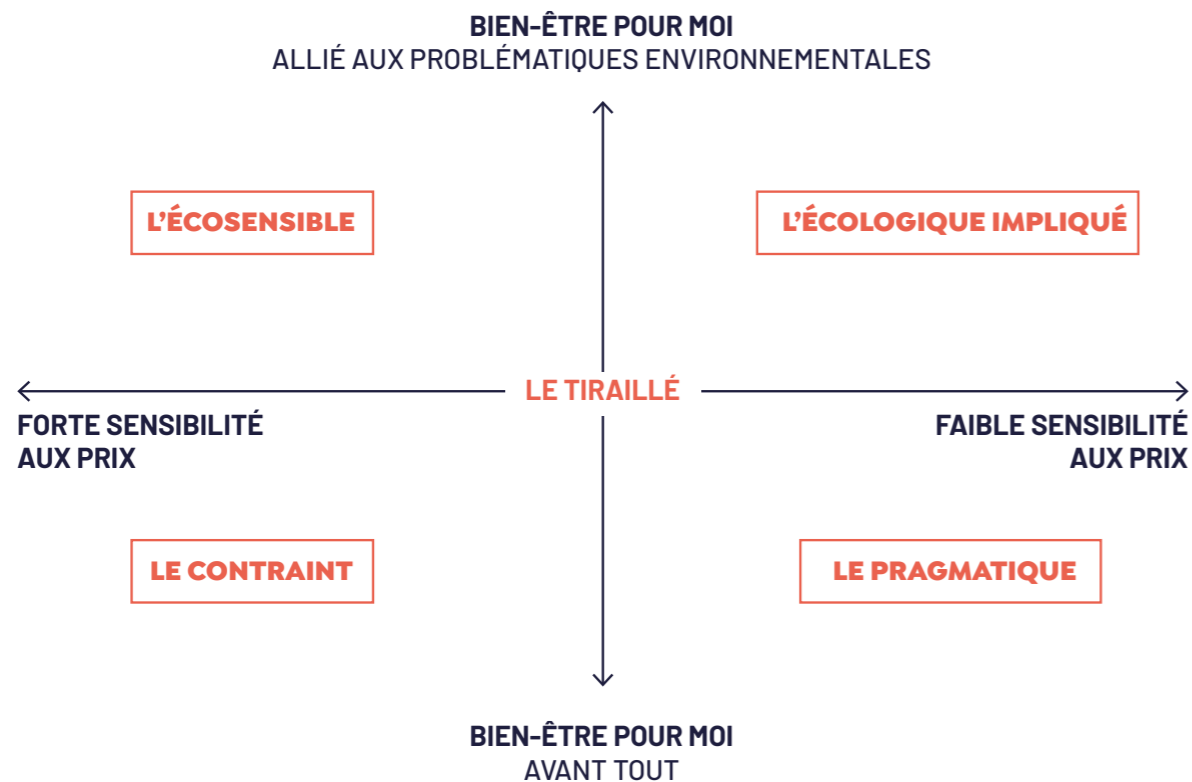 BIEN-ÊTRE POUR MOI
ALLIÉ AUX PROBLÉMATIQUES ENVIRONNEMENTALES
L'ÉCOSENSIBLE
L'ÉCOLOGIQUE IMPLIQUÉ
LE TIRAILLÉ
FORTE SENSIBILITÉ
AUX PRIX
FAIBLE SENSIBILITÉ
AUX PRIX
LE CONTRAINT
LE PRAGMATIQUE
BIEN-ÊTRE POUR MOI
AVANT TOUT